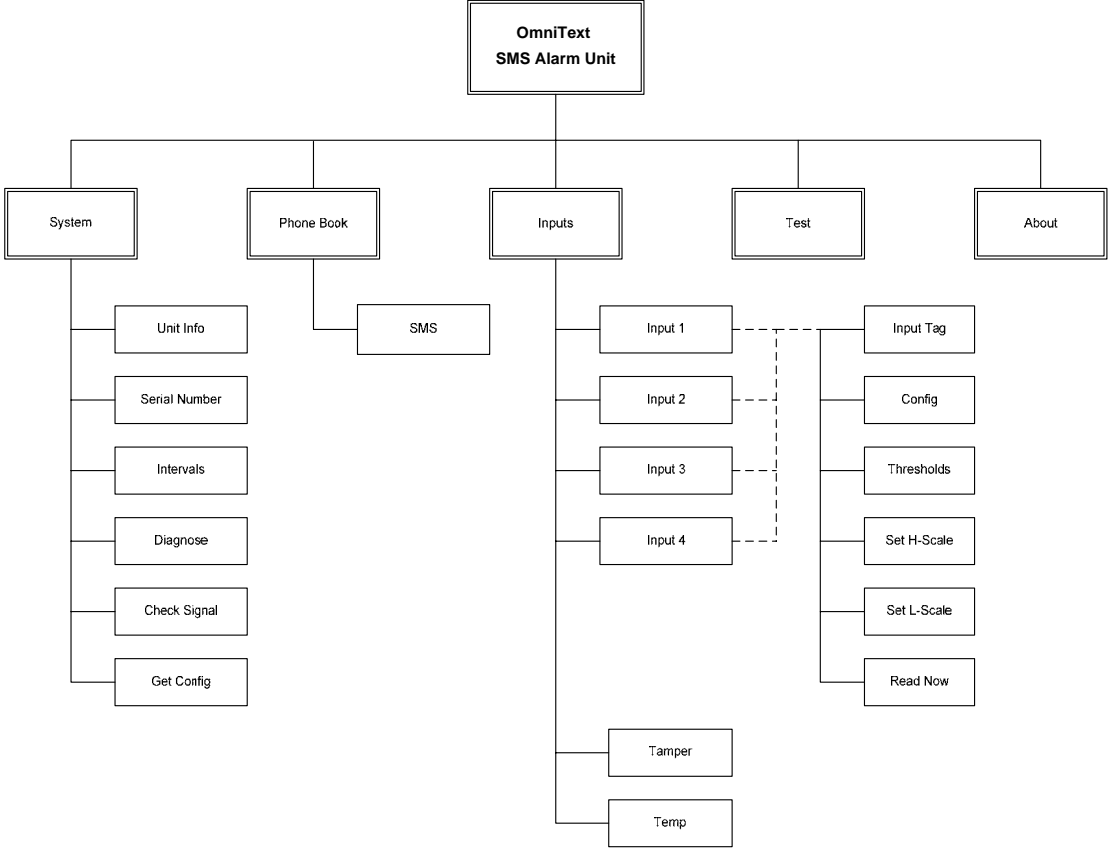 OmniText
SMS Alarm Unit
System
Phone Book
Inputs
Test
About
Unit Info
SMS
Input 1
Input Tag
Serial Number
Input 2
Config
Intervals
Input 3
Thresholds
Diagnose
Input 4
Set H-Scale
Check Signal
Set L-Scale
Get Config
Read Now
Tamper
Temp